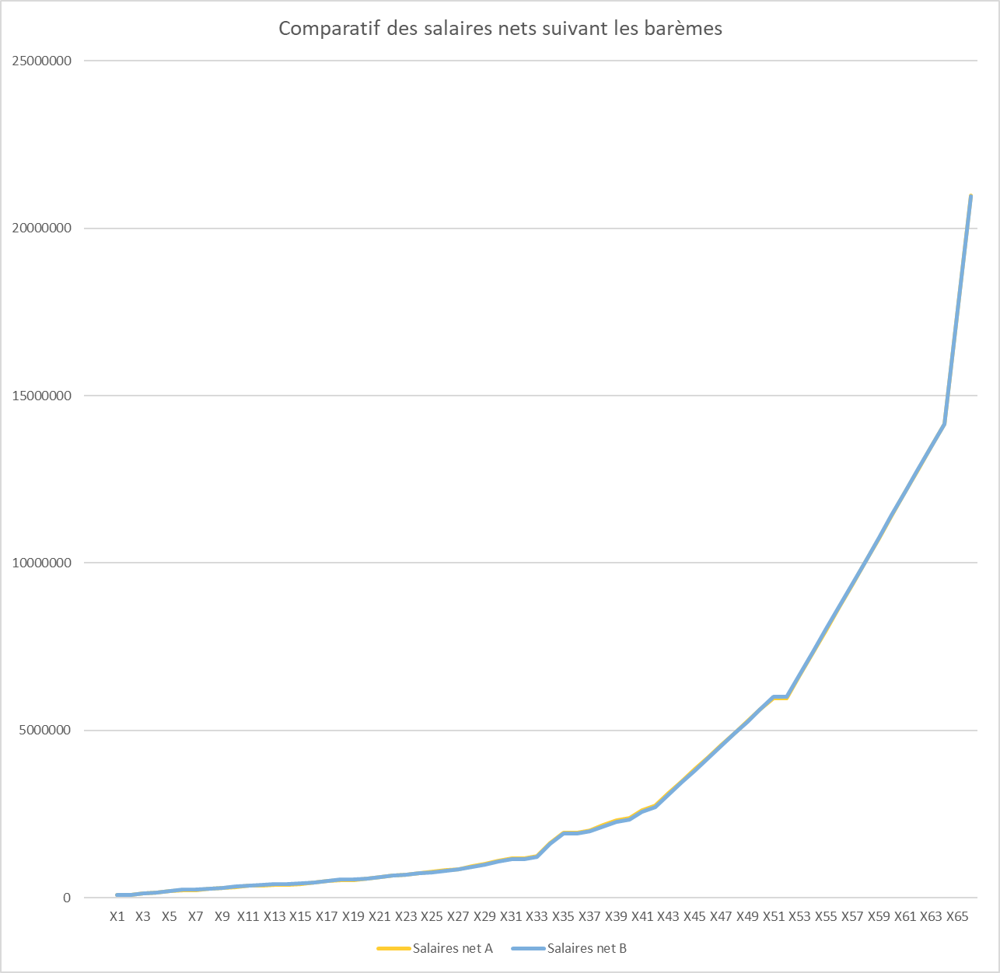 Comparatif des salaires nets suivant les barèmes
25000000
20000000
15000000
10000000
5000000
0
X1 X3 X5 X7 X9 X11 X13 X15 X17 X19 X21 X23 X25 X27 X29 X31 X33 X35 X37 X39 X41 X43 X45 X47 X49 X51 X53 X55 X57 X59 X61 X63 X65
Salaires net A Salaires net B